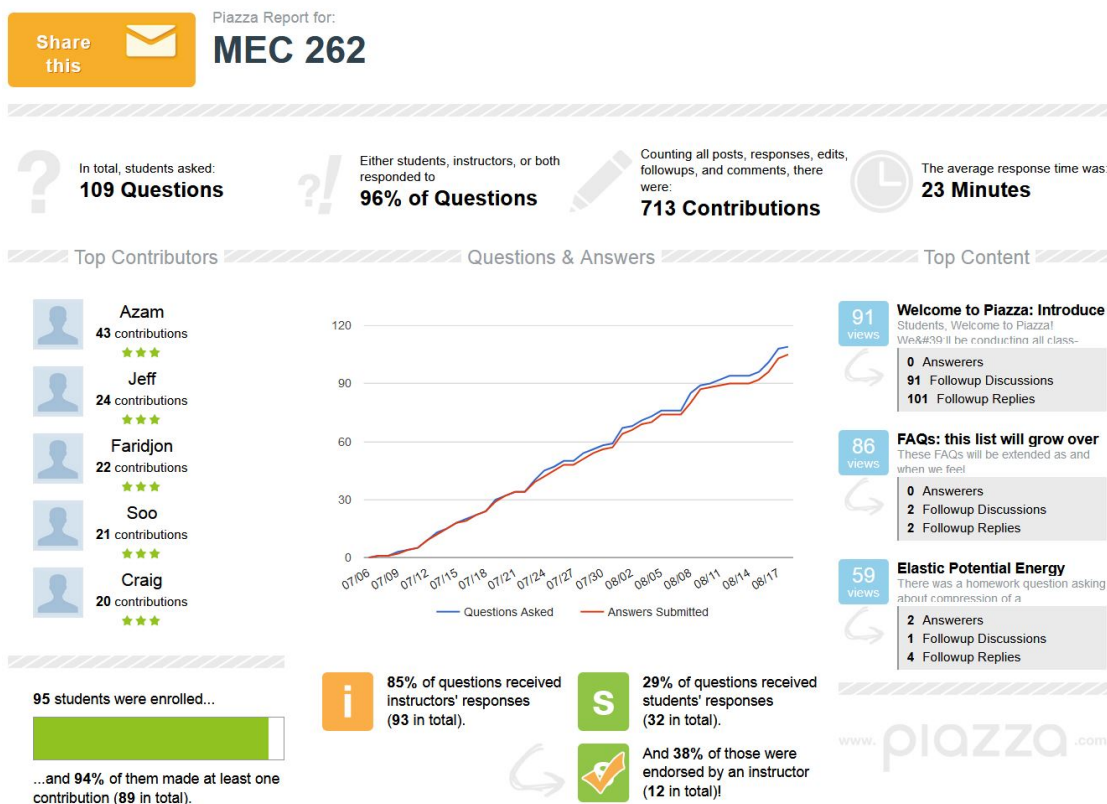 Share
this
Piazza Report for:
MEC 262
?
In total, students asked:
109 Questions
?!
Either students, instructors, or both
responded to
96% of Questions
Counting all posts, responses, edits,
followups, and comments, there
were:
713 Contributions
The average response time was:
23 Minutes
Top Contributors
Azam
43 contributions
Jeff
24 contributions
Faridjon
22 contributions
Soo
21 contributions
Craig
20 contributions
95 students were enrolled...
...and 94% of them made at least one
contribution (89 in total).
Questions & Answers
120
90
60
30
0
07/06
07/09
07/12
07/15
07/18
07/21
07/24
07/27
07/30
08/02
08/05
08/08
08/11
08/14
08/17
Questions Asked
Answers Submitted
i
85% of questions received
instructors' responses
(93 in total).
s
29% of questions received
students' responses
(32 in total).
And 38% of those were
endorsed by an instructor
(12 in total)!
Top Content
91
views
Welcome to Piazza: Introduce
Students, Welcome to Piazza!
We&#39;ll be conducting all class-
0 Answerers
91 Followup Discussions
101 Followup Replies
86
views
FAQs: this list will grow over
These FAQs will be extended as and
when we feel
0 Answerers
2 Followup Discussions
2 Followup Replies
59
views
Elastic Potential Energy
There was a homework question asking
about compression of a
2 Answerers
1 Followup Discussions
4 Followup Replies
www.piazza.com